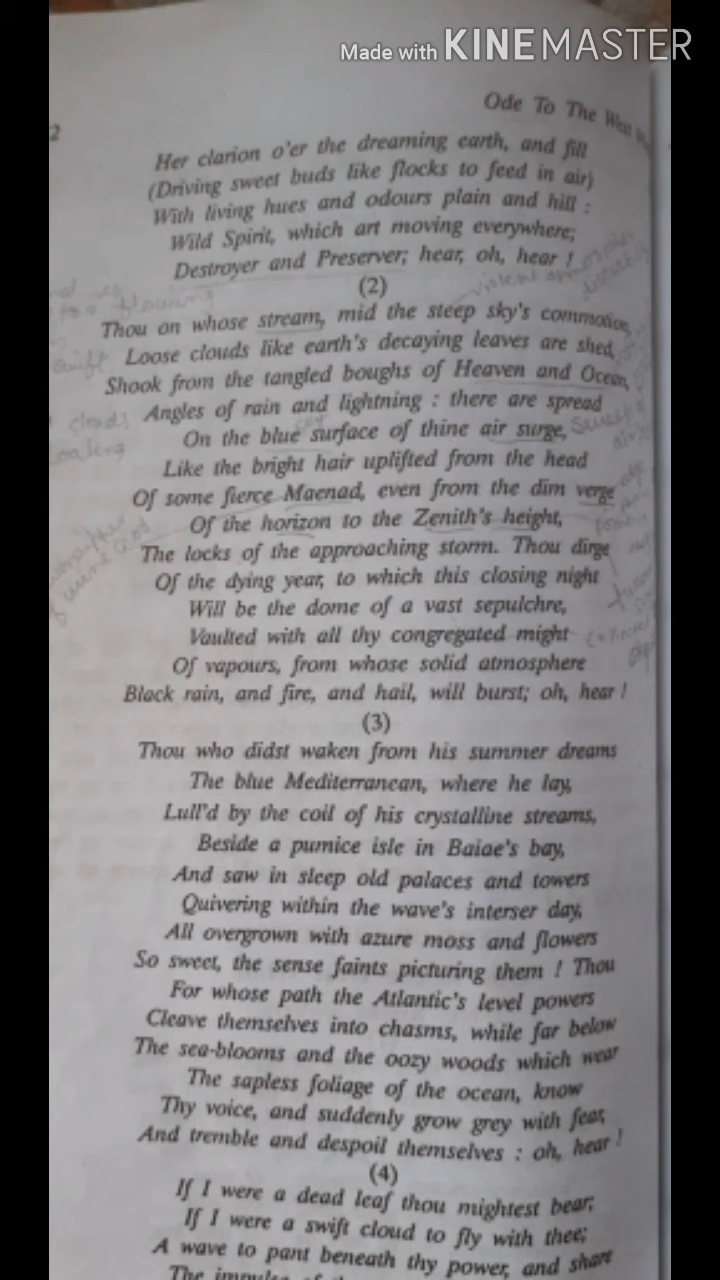 Made with KINEMASTER
Ode To The West
2
Her clarion o'er the dreaming earth, and fill
(Driving sweet buds like flocks to feed in air)
With living hues and odours plain and hill :
Wild Spirit, which art moving everywhere;
Destroyer and Preserver; hear, oh, hear !
(2)
blowing
Thou on whose stream, mid the steep sky's commotion,
Loose clouds like earth's decaying leaves are shed,
swift
Shook from the tangled boughs of Heaven and Ocean,
Angles of rain and lightning : there are spread
clouds
On the blue surface of thine air surge,
Like the bright hair uplifted from the head
Of some fierce Maenad, even from the dim verge
Of the horizon to the Zenith's height,
The locks of the approaching storm. Thou dirge
Of the dying year, to which this closing night
Will be the dome of a vast sepulchre,
Vaulted with all thy congregated might
Of vapours, from whose solid atmosphere
Black rain, and fire, and hail, will burst; oh, hear !
(3)
Thou who didst waken from his summer dreams
The blue Mediterranean, where he lay,
Lull'd by the coil of his crystalline streams,
Beside a pumice isle in Baiae's bay,
And saw in sleep old palaces and towers
Quivering within the wave's interser day,
All overgrown with azure moss and flowers
So sweet, the sense faints picturing them ! Thou
For whose path the Atlantic's level powers
Cleave themselves into chasms, while far below
The sea-blooms and the oozy woods which wear
The sapless foliage of the ocean, know
Thy voice, and suddenly grow grey with fear,
And tremble and despoil themselves : oh, hear !
(4)
If I were a dead leaf thou mightest bear;
If I were a swift cloud to fly with thee;
A wave to pant beneath thy power, and share
The impulse of